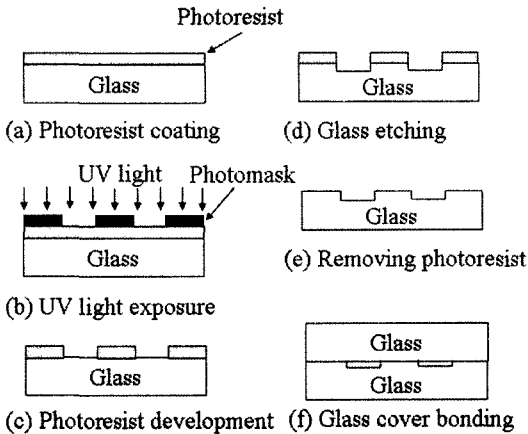 Photoresist
Glass
(a) Photoresist coating
UV light
Photomask
Glass
(b) UV light exposure
Glass
(c) Photoresist development
Glass
(d) Glass etching
Glass
(e) Removing photoresist
Glass
Glass
(f) Glass cover bonding